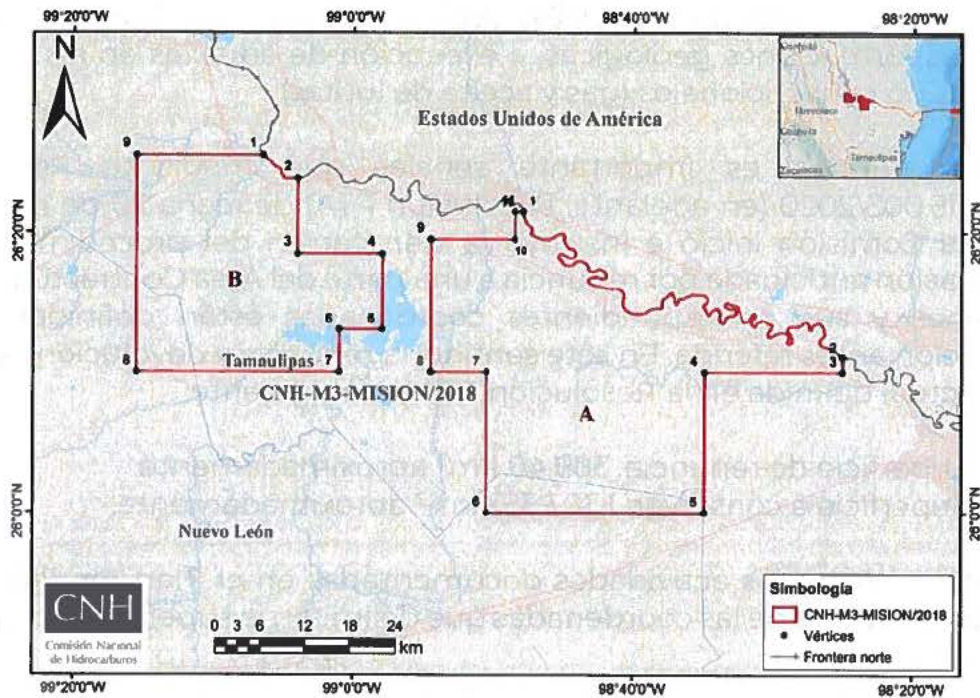 99°20'0"W 99°0'0"W 98°40'0"W 98°20'0"W
N
Estados Unidos de América
9 1
2
11 1
26°20'0"N 3 4 9 10 26°20'0"N
B
6 5
2
Tamaulipas 7 8 7 4 3
8
CNH-M3-MISION/2018
A
26°0'0"N 6 5 26°0'0"N
Nuevo León
CNH
Comisión Nacional
de Hidrocarburos
0 3 6 12 18 24
km
Simbología
CNH-M3-MISION/2018
Vértices
Frontera norte
99°20'0"W 99°0'0"W 98°40'0"W 98°20'0"W
Tamaulipas